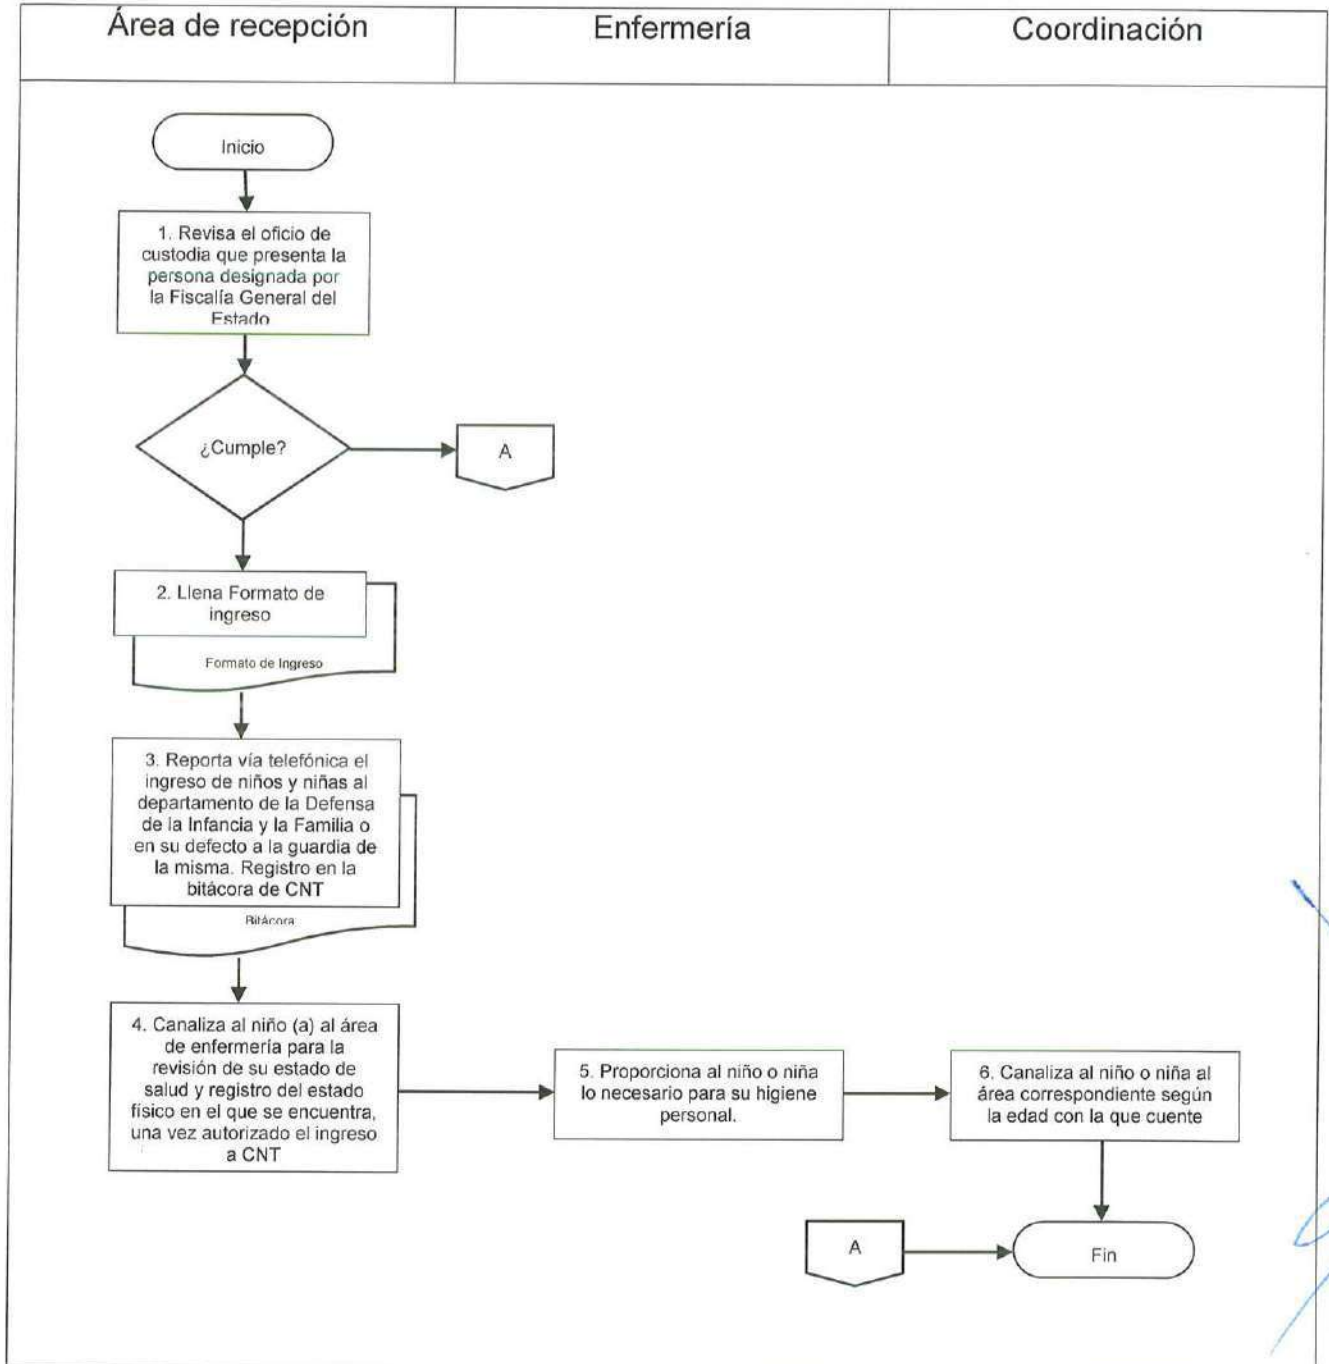 Área de recepción
Enfermería
Coordinación
Inicio
1. Revisa el oficio de
custodia que presenta la
persona designada por
la Fiscalía General del
Estado
¿Cumple?
A
2. Llena Formato de
ingreso
Formato de Ingreso
3. Reporta vía telefónica el
ingreso de niños y niñas al
departamento de la Defensa
de la Infancia y la Familia o
en su defecto a la guardia de
la misma. Registro en la
bitácora de CNT
Bitácora
4. Canaliza al niño (a) al área
de enfermería para la
revisión de su estado de
salud y registro del estado
físico en el que se encuentra,
una vez autorizado el ingreso
a CNT
5. Proporciona al niño o niña
lo necesario para su higiene
personal.
6. Canaliza al niño o niña al
área correspondiente según
la edad con la que cuente
A
Fin